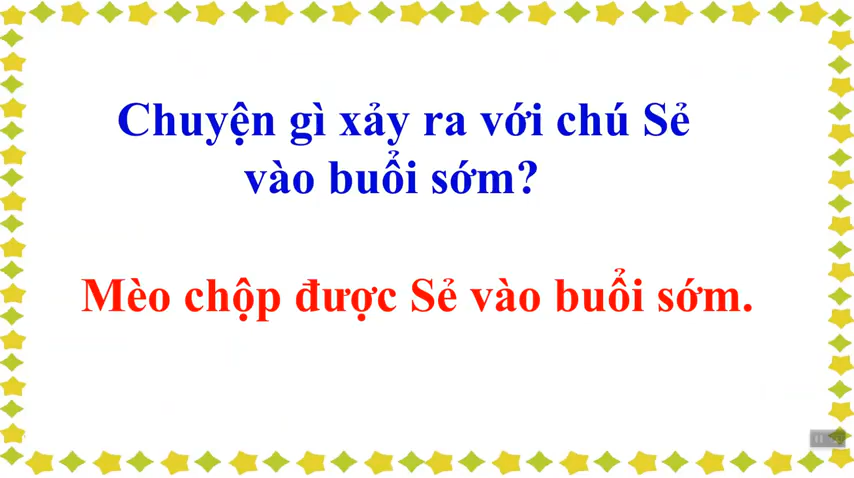 Chuyện gì xảy ra với chú Sẻ
vào buổi sớm?
Mèo chộp được Sẻ vào buổi sớm.